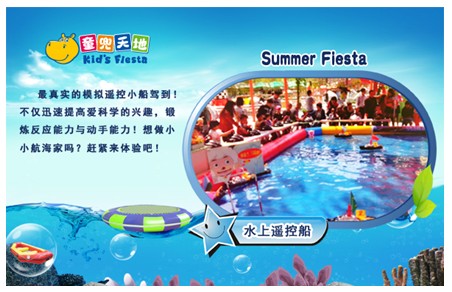 童兜天地
Kid's Fiesta
Summer Fiesta
最真实的模拟遥控小船驾到！
不仅迅速提高爱科学的兴趣，锻
炼反应能力与动手能力！想做小
小航海家吗？赶紧来体验吧！
水上遥控船